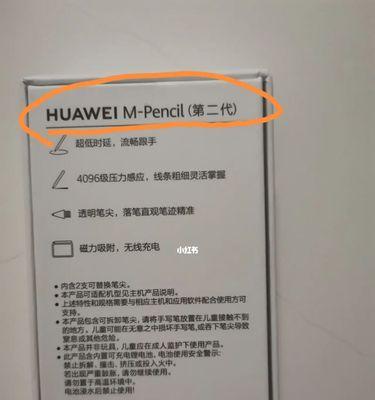 HUAWEI M-Pencil (第二代)
超低时延，流畅跟手
4096级压力感应，线条粗细灵活掌握
透明笔尖，落笔直观笔迹精准
磁力吸附，无线充电
小红书
• 内含2支可替换笔尖。
• 本产品可适配机型见主机产品说明。
• 上述特性和规格需要与相应主机和应用软件配合使用方可
支持。
• 本产品包含可拆卸笔尖，请将手写笔放置在儿童接触不到
的地方。儿童可能在无意之中损坏手写笔，或吞下笔尖导致
窒息或其他危险。
• 本产品并非玩具，儿童应在成人监护下使用产品。
• 此产品含内置可充电锂电池，电池使用安全警示：
禁止拆解、撞击、挤压或投入火中。
若出现严重鼓胀，请勿继续使用。
请勿置于高温环境中。
电池浸水后禁止使用！